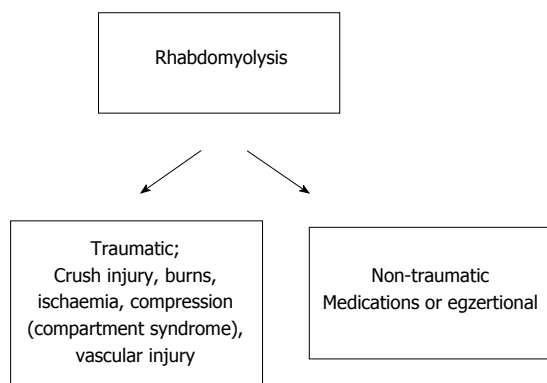 Rhabdomyolysis
Traumatic;
Crush injury, burns,
ischaemia, compression
(compartment syndrome),
vascular injury
Non-traumatic
Medications or egzertional